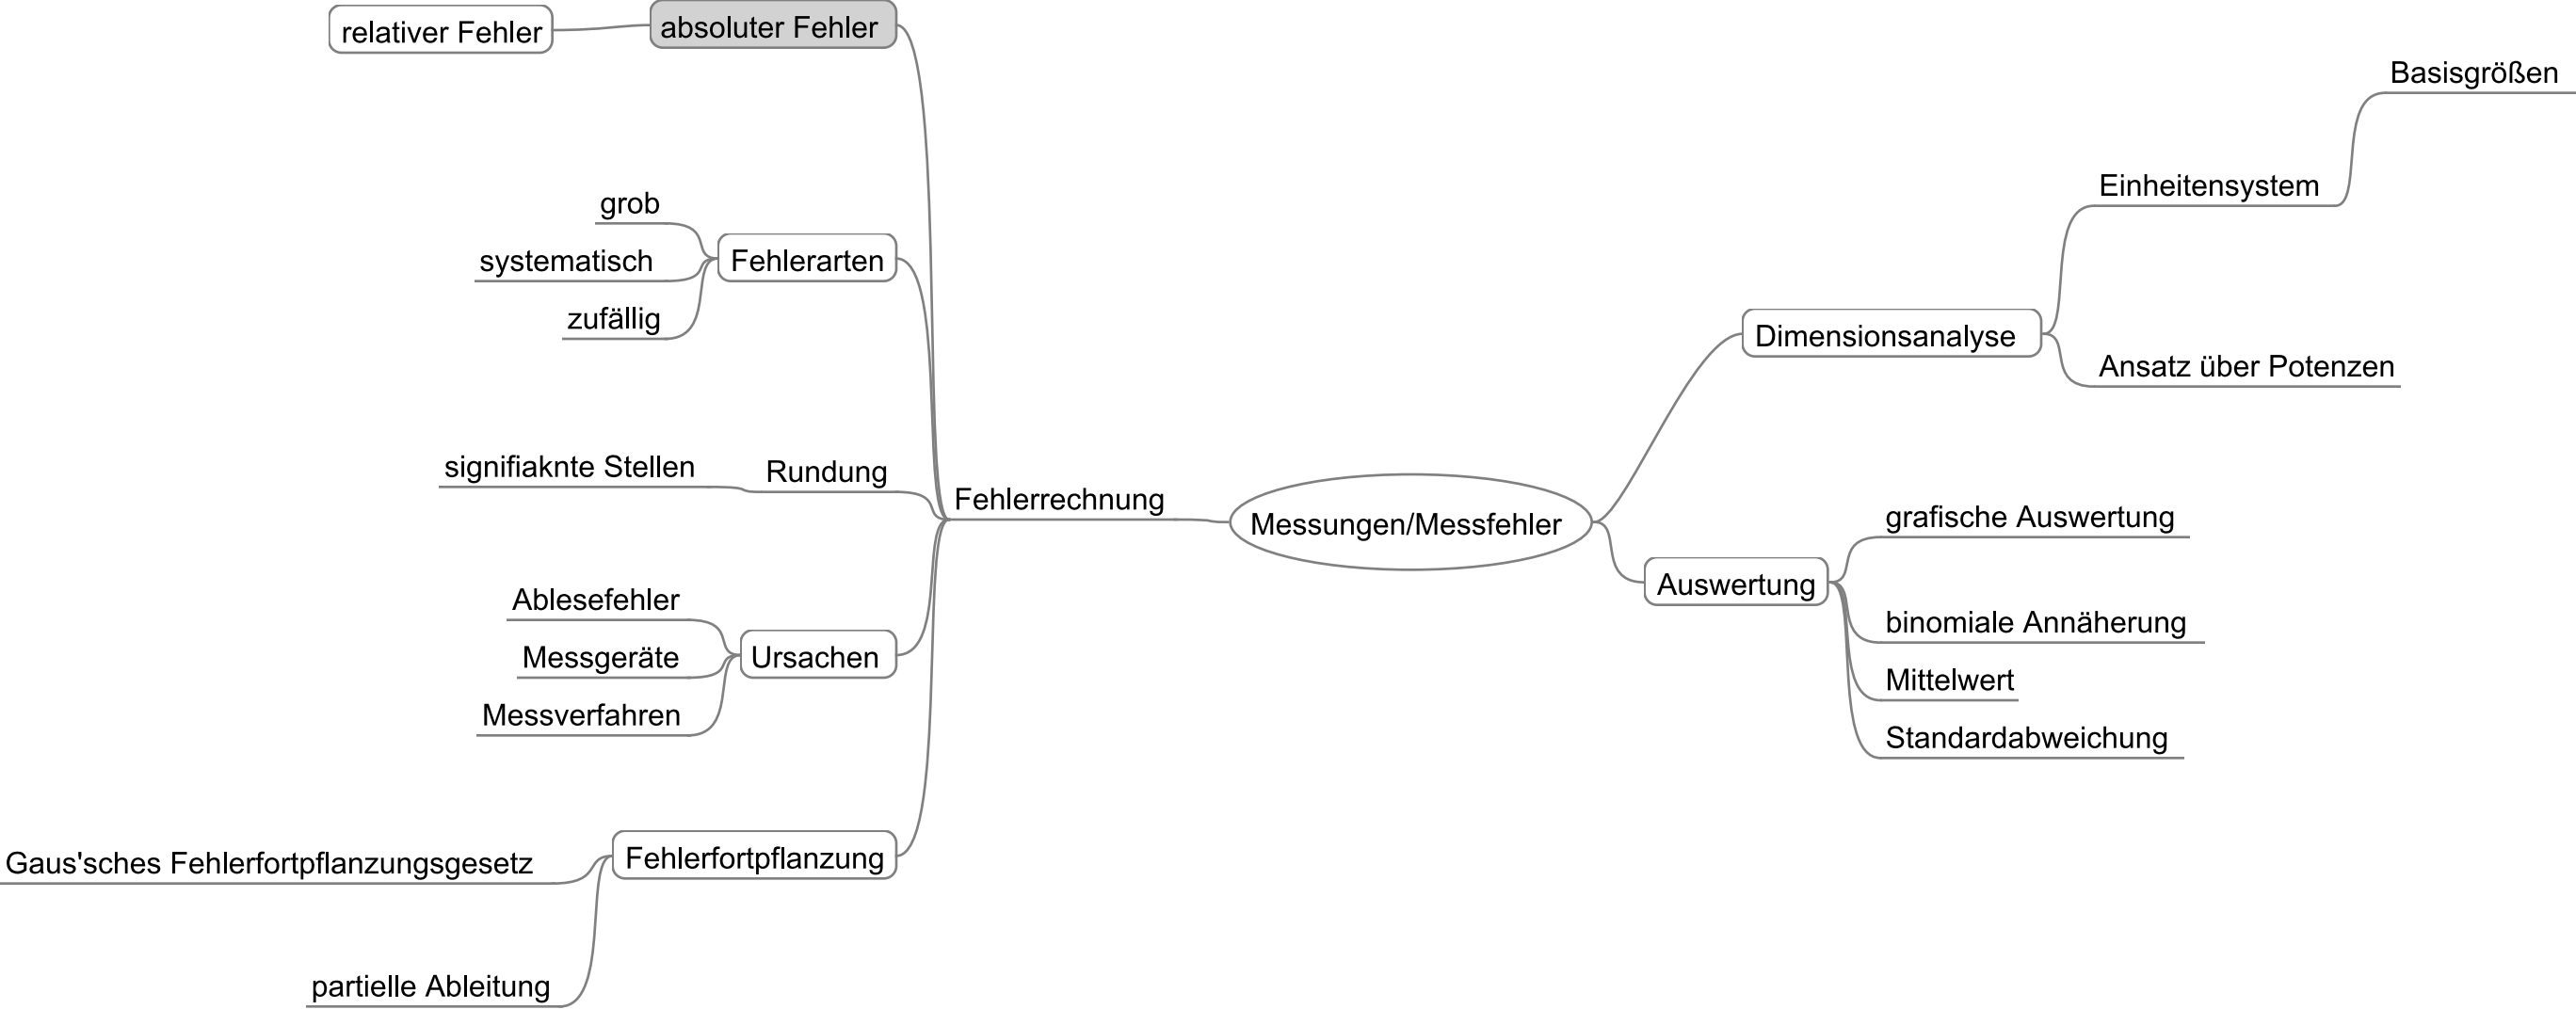 relativer Fehler
absoluter Fehler
Basisgrößen
Einheitensystem
grob
Fehlerarten
systematisch
zufällig
Dimensionsanalyse
Ansatz über Potenzen
signifiaknte Stellen
Rundung
Fehlerrechnung
Messungen/Messfehler
grafische Auswertung
Auswertung
binomiale Annäherung
Mittelwert
Standardabweichung
Ablesefehler
Messgeräte
Ursachen
Messverfahren
Gaus'sches Fehlerfortpflanzungsgesetz
Fehlerfortpflanzung
partielle Ableitung